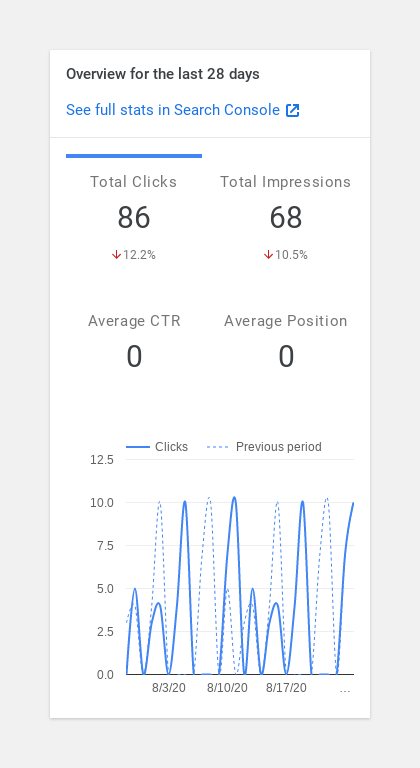 Overview for the last 28 days
See full stats in Search Console
Total Clicks
Total Impressions
86
68
12.2%
10.5%
Average CTR
Average Position
0
0
Clicks
Previous period
12.5
10.0
7.5
5.0
2.5
0.0
8/3/20
8/10/20
8/17/20
…